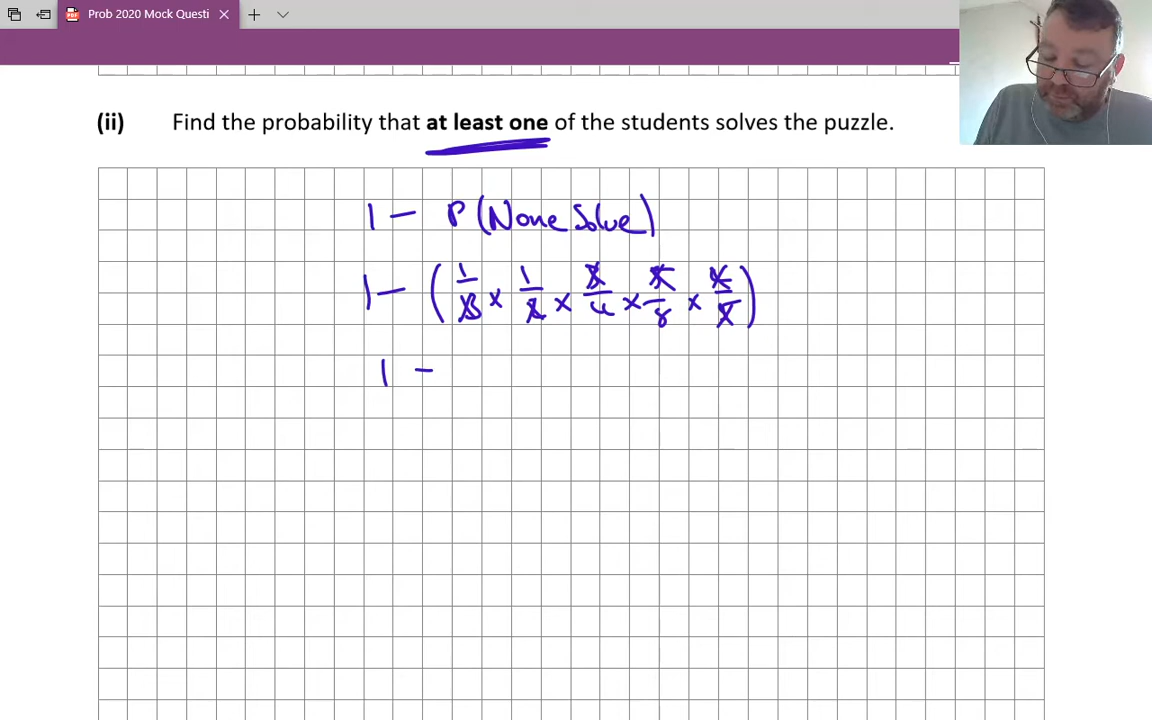 Prob 2020 Mock Questi
(ii) Find the probability that at least one of the students solves the puzzle.
1 - P(None Solve)
1 - (1/3 × 1/2 × 3/4 × 5/8 × 4/5)
1 -